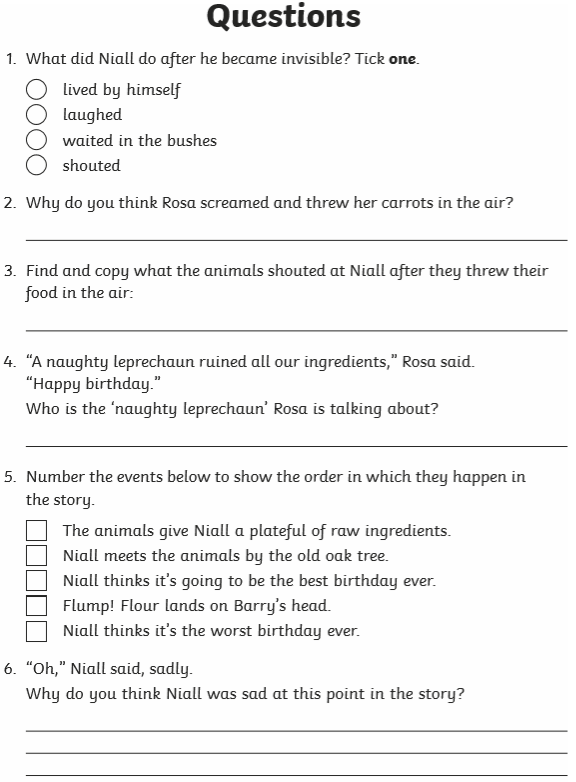 Questions
1. What did Niall do after he became invisible? Tick one.
lived by himself
laughed
waited in the bushes
shouted
2. Why do you think Rosa screamed and threw her carrots in the air?
3. Find and copy what the animals shouted at Niall after they threw their
food in the air:
4. “A naughty leprechaun ruined all our ingredients,” Rosa said.
“Happy birthday.”
Who is the ‘naughty leprechaun’ Rosa is talking about?
5. Number the events below to show the order in which they happen in
the story.
The animals give Niall a plateful of raw ingredients.
Niall meets the animals by the old oak tree.
Niall thinks it’s going to be the best birthday ever.
Flump! Flour lands on Barry’s head.
Niall thinks it’s the worst birthday ever.
6. “Oh,” Niall said, sadly.
Why do you think Niall was sad at this point in the story?